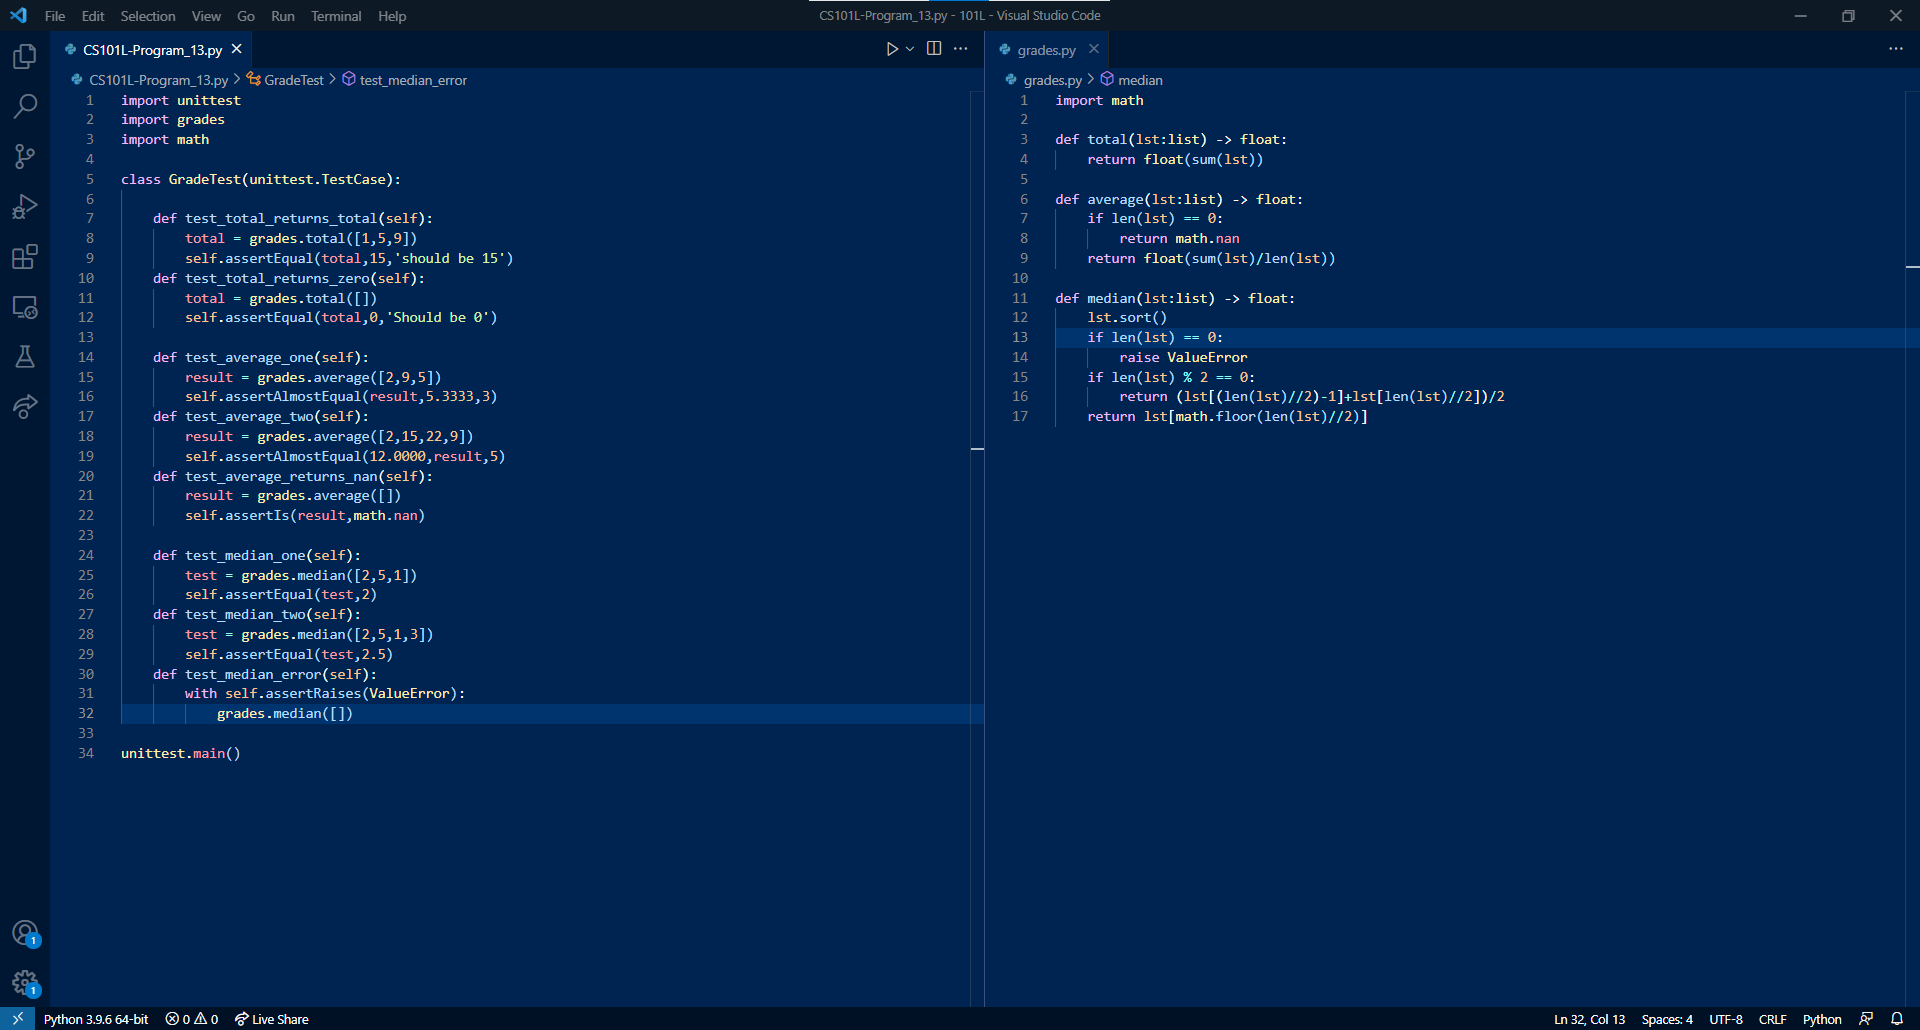 File Edit Selection View Go Run Terminal Help
CS101L-Program_13.py - 101L - Visual Studio Code
CS101L-Program_13.py
CS101L-Program_13.py > GradeTest > test_median_error
1 import unittest
2 import grades
3 import math
4
5 class GradeTest(unittest.TestCase):
6
7     def test_total_returns_total(self):
8         total = grades.total([1,5,9])
9         self.assertEqual(total,15,'should be 15')
10     def test_total_returns_zero(self):
11         total = grades.total([])
12         self.assertEqual(total,0,'Should be 0')
13
14     def test_average_one(self):
15         result = grades.average([2,9,5])
16         self.assertAlmostEqual(result,5.3333,3)
17     def test_average_two(self):
18         result = grades.average([2,15,22,9])
19         self.assertAlmostEqual(12.0000,result,5)
20     def test_average_returns_nan(self):
21         result = grades.average([])
22         self.assertIs(result,math.nan)
23
24     def test_median_one(self):
25         test = grades.median([2,5,1])
26         self.assertEqual(test,2)
27     def test_median_two(self):
28         test = grades.median([2,5,1,3])
29         self.assertEqual(test,2.5)
30     def test_median_error(self):
31         with self.assertRaises(ValueError):
32             grades.median([])
33
34 unittest.main()
grades.py
grades.py > median
1 import math
2
3 def total(lst:list) -> float:
4     return float(sum(lst))
5
6 def average(lst:list) -> float:
7     if len(lst) == 0:
8         return math.nan
9     return float(sum(lst)/len(lst))
10
11 def median(lst:list) -> float:
12     lst.sort()
13     if len(lst) == 0:
14         raise ValueError
15     if len(lst) % 2 == 0:
16         return (lst[(len(lst)//2)-1]+lst[len(lst)//2])/2
17     return lst[math.floor(len(lst)//2)]
1
1
Python 3.9.6 64-bit 0 0 Live Share
Ln 32, Col 13 Spaces: 4 UTF-8 CRLF Python